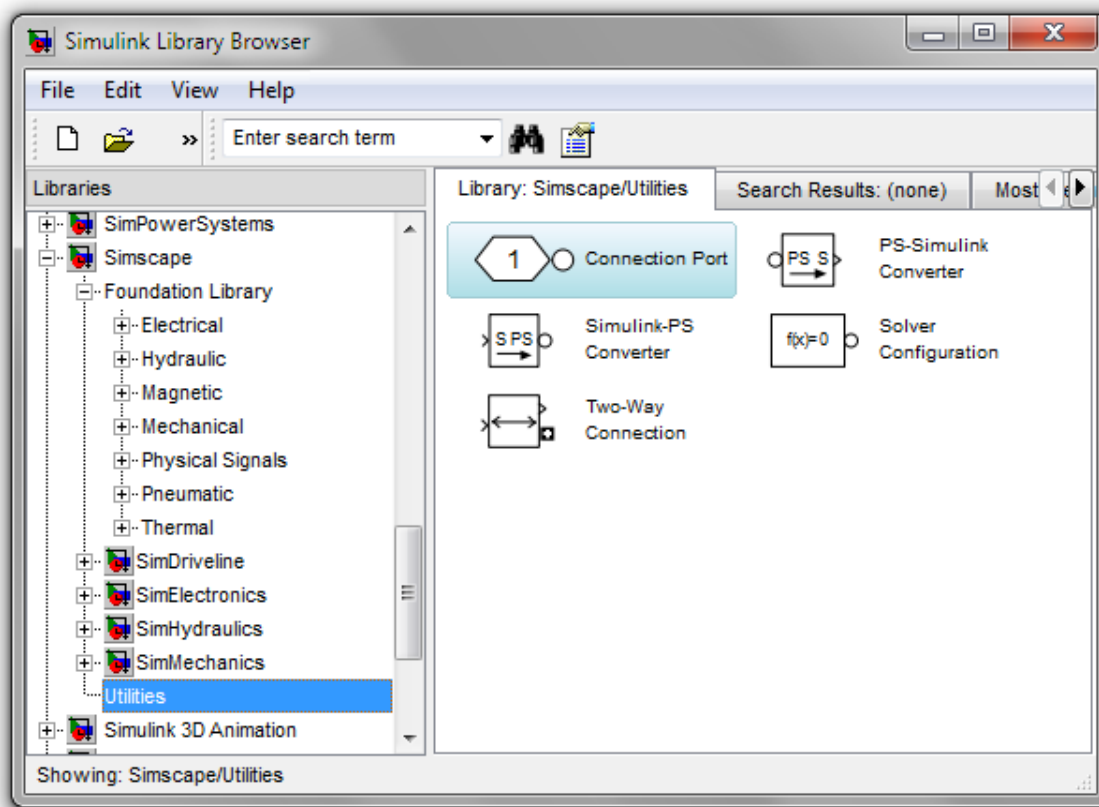 Simulink Library Browser
File Edit View Help
» Enter search term
Libraries
SimPowerSystems
Simscape
Foundation Library
Electrical
Hydraulic
Magnetic
Mechanical
Physical Signals
Pneumatic
Thermal
SimDriveline
SimElectronics
SimHydraulics
SimMechanics
Utilities
Simulink 3D Animation
Library: Simscape/Utilities Search Results: (none) Most
1 Connection Port
PS S PS-Simulink
Converter
S PS Simulink-PS
Converter
f(x)=0 Solver
Configuration
Two-Way
Connection
Showing: Simscape/Utilities